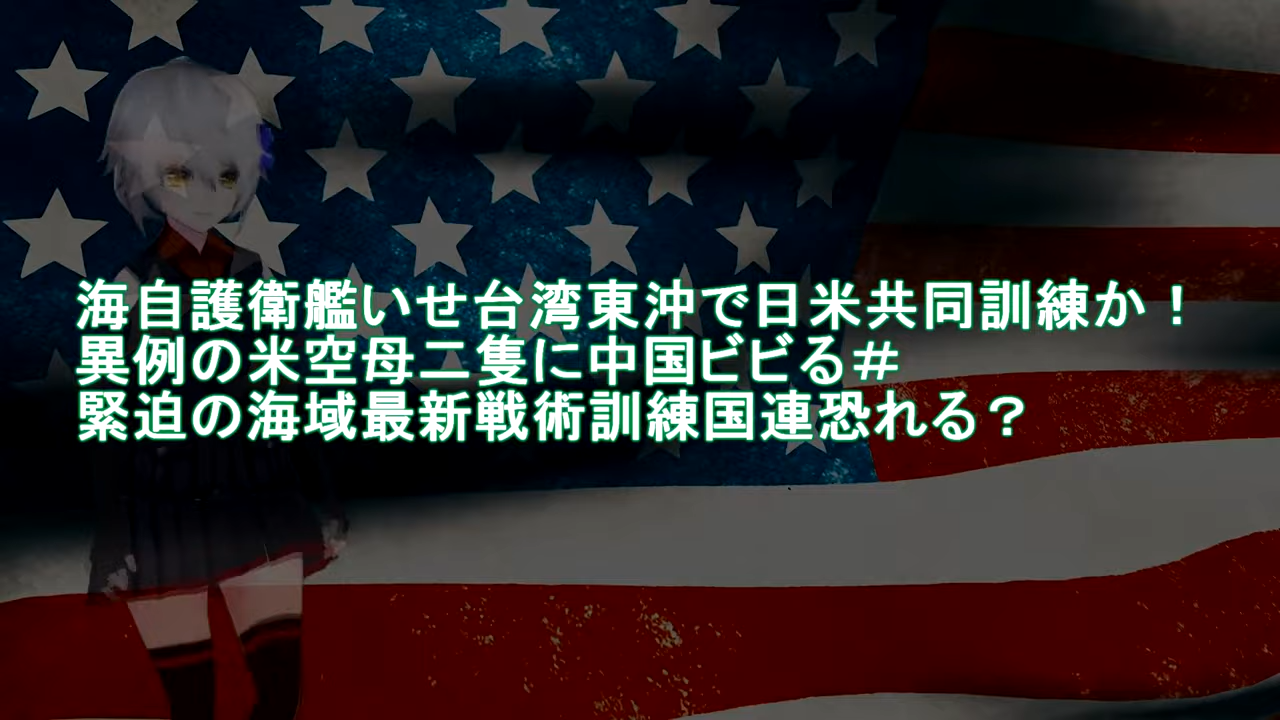 海自護衛艦いせ台湾東沖で日米共同訓練か！
異例の米空母二隻に中国ビビる＃
緊迫の海域最新戦術訓練国連恐れる？